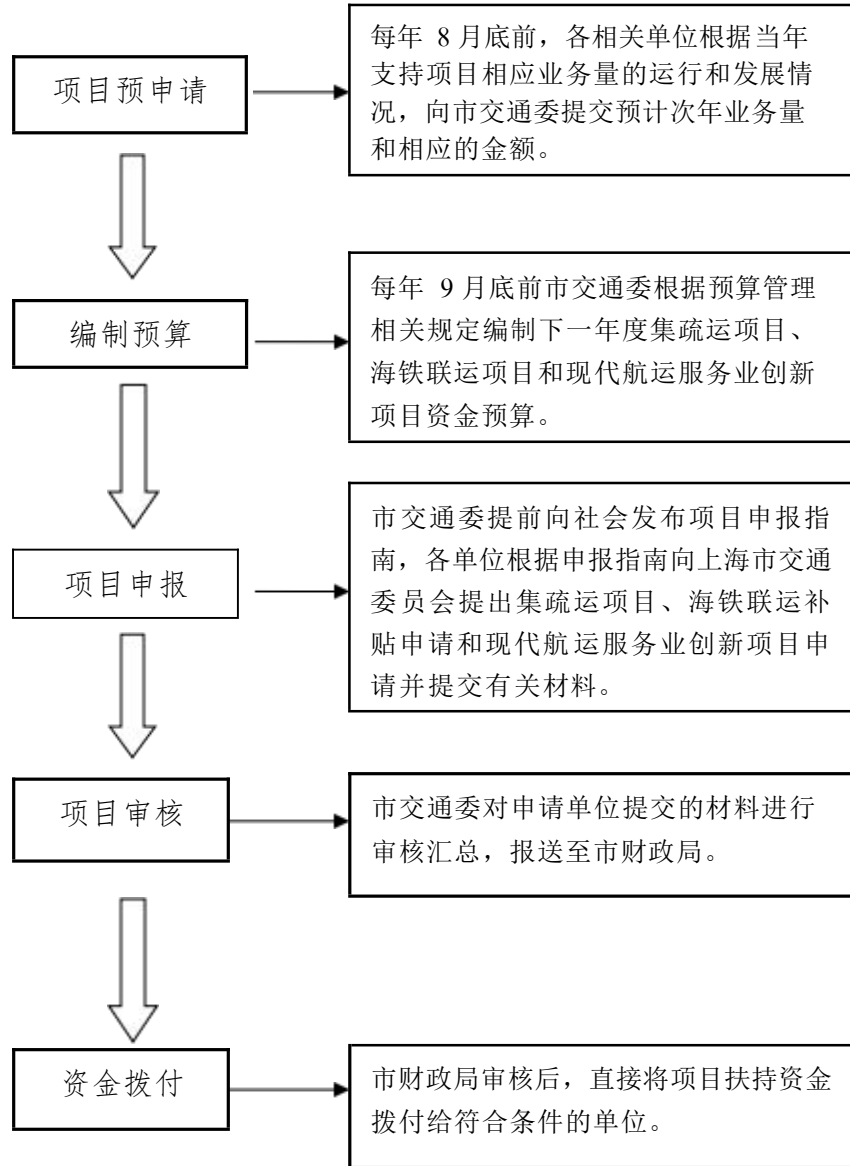 项目预申请
每年 8 月底前，各相关单位根据当年
支持项目相应业务量的运行和发展情
况，向市交通委提交预计次年业务量
和相应的金额。
编制预算
每年 9 月底前市交通委根据预算管理
相关规定编制下一年度集疏运项目、
海铁联运项目和现代航运服务业创新
项目资金预算。
项目申报
市交通委提前向社会发布项目申报指
南，各单位根据申报指南向上海市交通
委员会提出集疏运项目、海铁联运补
贴申请和现代航运服务业创新项目申
请并提交有关材料。
项目审核
市交通委对申请单位提交的材料进行
审核汇总，报送至市财政局。
资金拨付
市财政局审核后，直接将项目扶持资金
拨付给符合条件的单位。